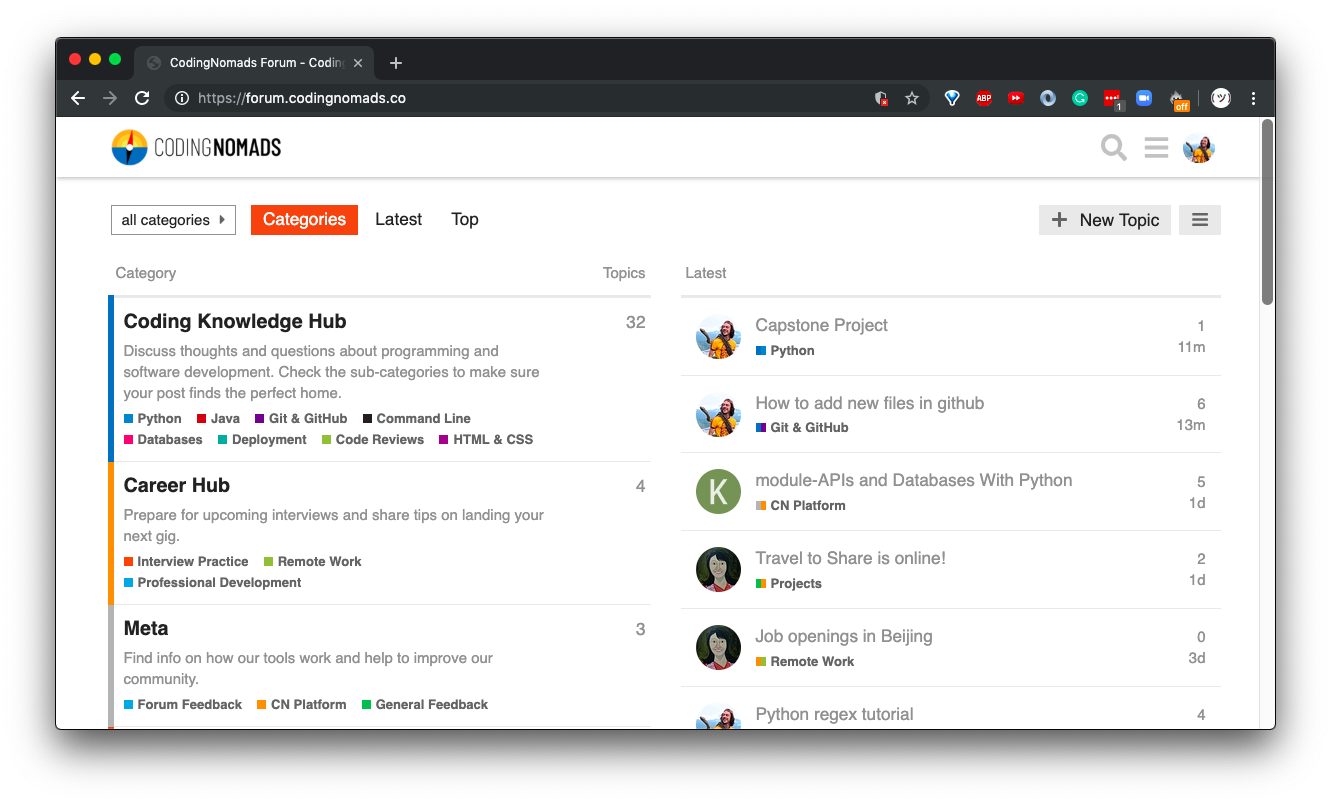 CodingNomads Forum - Coding
https://forum.codingnomads.co
ABP
1
off
(ツ)
CODINGNOMADS
all categories
Categories
Latest
Top
+ New Topic
Category
Topics
Coding Knowledge Hub
32
Discuss thoughts and questions about programming and
software development. Check the sub-categories to make sure
your post finds the perfect home.
Python
Java
Git & GitHub
Command Line
Databases
Deployment
Code Reviews
HTML & CSS
Career Hub
4
Prepare for upcoming interviews and share tips on landing your
next gig.
Interview Practice
Remote Work
Professional Development
Meta
3
Find info on how our tools work and help to improve our
community.
Forum Feedback
CN Platform
General Feedback
Latest
Capstone Project
1
Python
11m
How to add new files in github
6
Git & GitHub
13m
K
module-APIs and Databases With Python
5
CN Platform
1d
Travel to Share is online!
2
Projects
1d
Job openings in Beijing
0
Remote Work
3d
Python regex tutorial
4